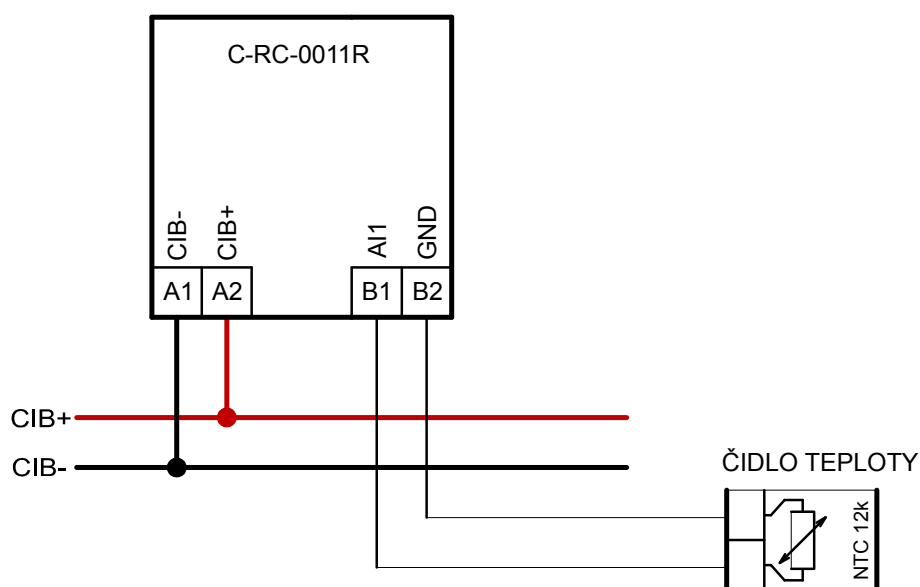 C-RC-0011R
CIB-
CIB+
AI1
GND
A1
A2
B1
B2
CIB+
CIB-
ČIDLO TEPLOTY
NTC 12k